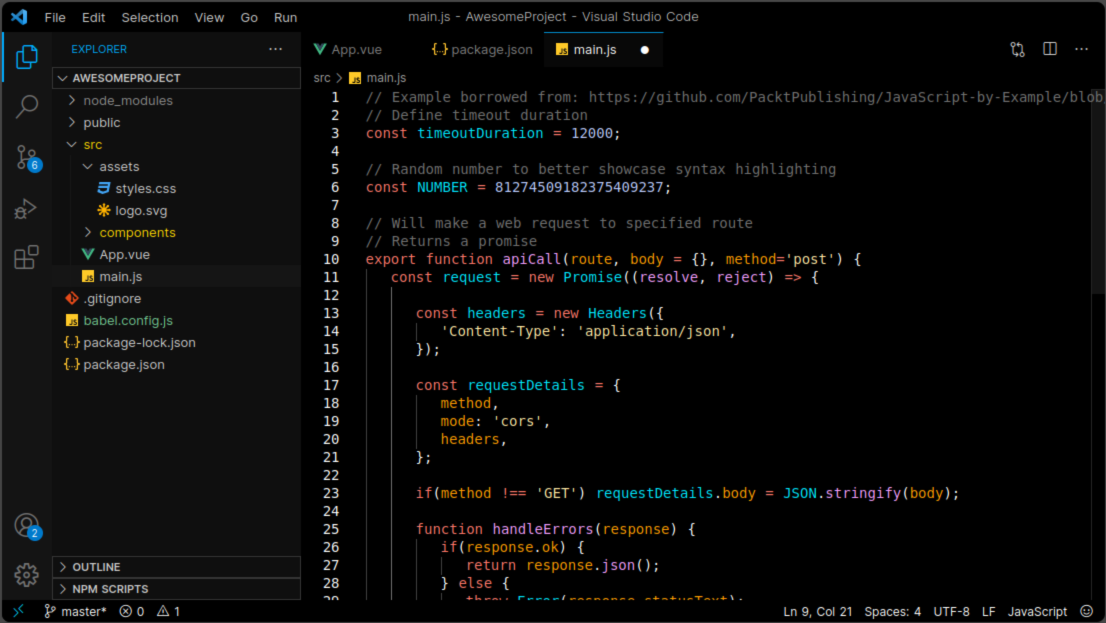 File Edit Selection View Go Run main.js - AwesomeProject - Visual Studio Code
EXPLORER ...
AWESOMEPROJECT
node_modules
public
src
assets
styles.css
logo.svg
components
App.vue
main.js
.gitignore
babel.config.js
package-lock.json
package.json
OUTLINE
NPM SCRIPTS
6
2
App.vue {..} package.json JS main.js
src > JS main.js
1 // Example borrowed from: https://github.com/PacktPublishing/JavaScript-by-Example/blob
2 // Define timeout duration
3 const timeoutDuration = 12000;
4
5 // Random number to better showcase syntax highlighting
6 const NUMBER = 81274509182375409237;
7
8 // Will make a web request to specified route
9 // Returns a promise
10 export function apiCall(route, body = {}, method='post') {
11 const request = new Promise((resolve, reject) => {
12
13 const headers = new Headers({
14 'Content-Type': 'application/json',
15 });
16
17 const requestDetails = {
18 method,
19 mode: 'cors',
20 headers,
21 };
22
23 if(method !== 'GET') requestDetails.body = JSON.stringify(body);
24
25 function handleErrors(response) {
26 if(response.ok) {
27 return response.json();
28 } else {
29 throw Error(response.statusText);
master* 0 1 Ln 9, Col 21 Spaces: 4 UTF-8 LF JavaScript